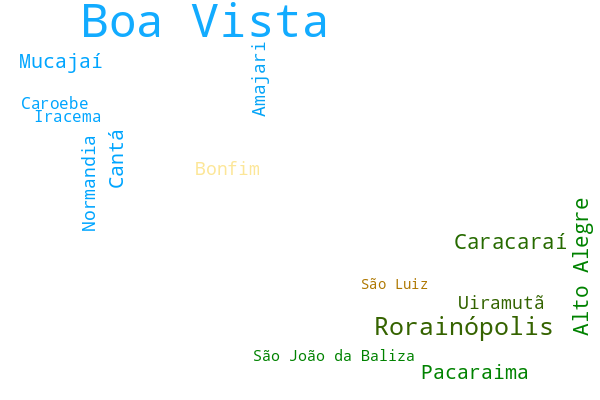 Boa Vista
Mucajaí
Amajari
Caroebe
Iracema
Normandia
Cantá
Bonfim
Alto Alegre
Caracaraí
São Luiz
Uiramutã
Rorainópolis
São João da Baliza
Pacaraima